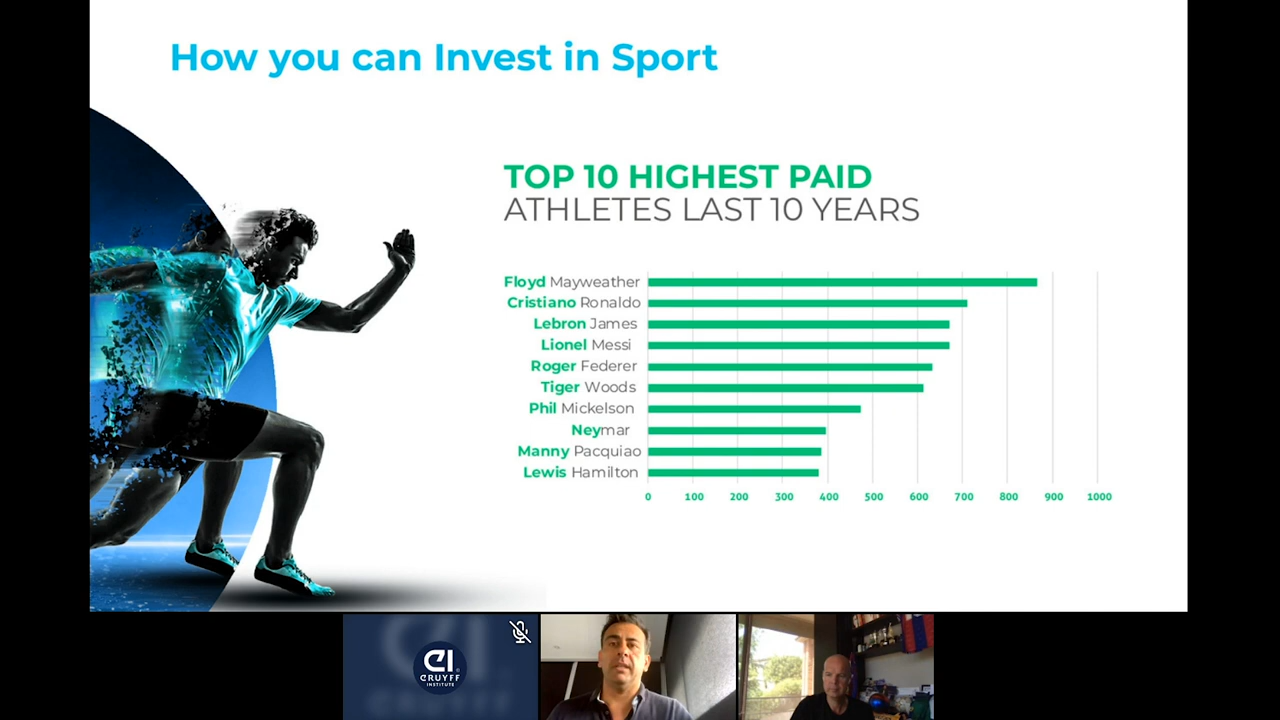 How you can Invest in Sport
TOP 10 HIGHEST PAID
ATHLETES LAST 10 YEARS
Floyd Mayweather
Cristiano Ronaldo
Lebron James
Lionel Messi
Roger Federer
Tiger Woods
Phil Mickelson
Neymar
Manny Pacquiao
Lewis Hamilton
0 100 200 300 400 500 600 700 800 900 1000
CI
CRUYFF
INSTITUTE